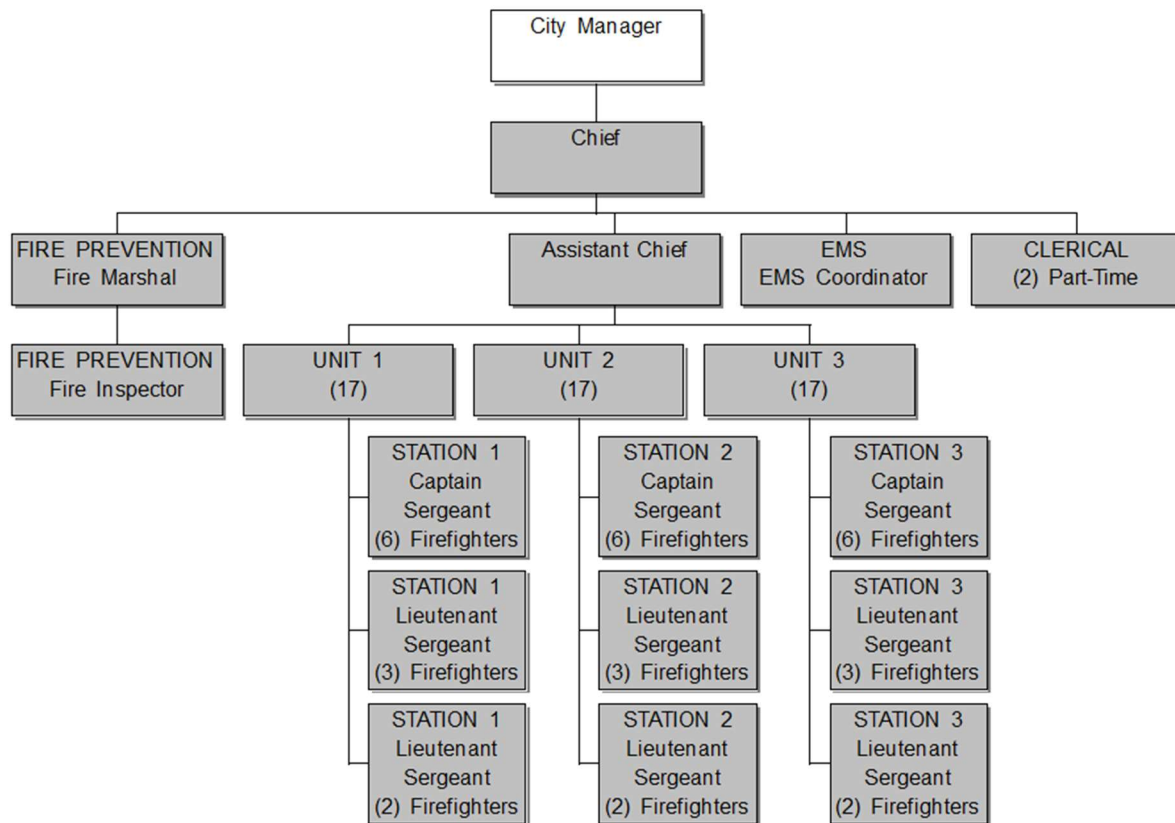 City Manager
Chief
FIRE PREVENTION
Fire Marshal
Assistant Chief
EMS
EMS Coordinator
CLERICAL
(2) Part-Time
FIRE PREVENTION
Fire Inspector
UNIT 1
(17)
UNIT 2
(17)
UNIT 3
(17)
STATION 1
Captain
Sergeant
(6) Firefighters
STATION 2
Captain
Sergeant
(6) Firefighters
STATION 3
Captain
Sergeant
(6) Firefighters
STATION 1
Lieutenant
Sergeant
(3) Firefighters
STATION 2
Lieutenant
Sergeant
(3) Firefighters
STATION 3
Lieutenant
Sergeant
(3) Firefighters
STATION 1
Lieutenant
Sergeant
(2) Firefighters
STATION 2
Lieutenant
Sergeant
(2) Firefighters
STATION 3
Lieutenant
Sergeant
(2) Firefighters